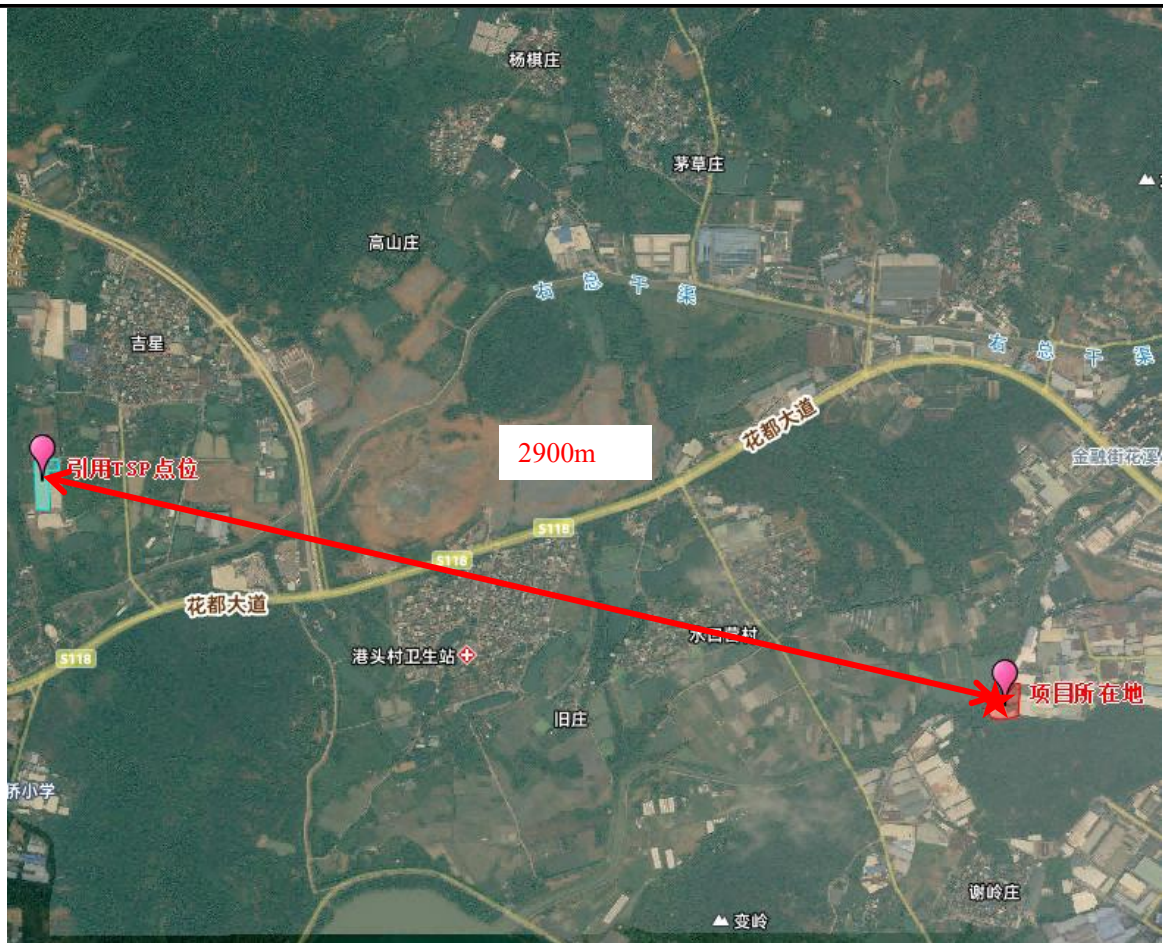 杨棋庄
茅草庄
高山庄
右总干渠
吉星
右总干渠
花都大道
2900m
金融街花溪
引用TSP点位
S118
S118
花都大道
水口营村
港头村卫生站
S118
项目所在地
旧庄
乔小学
谢岭庄
变岭